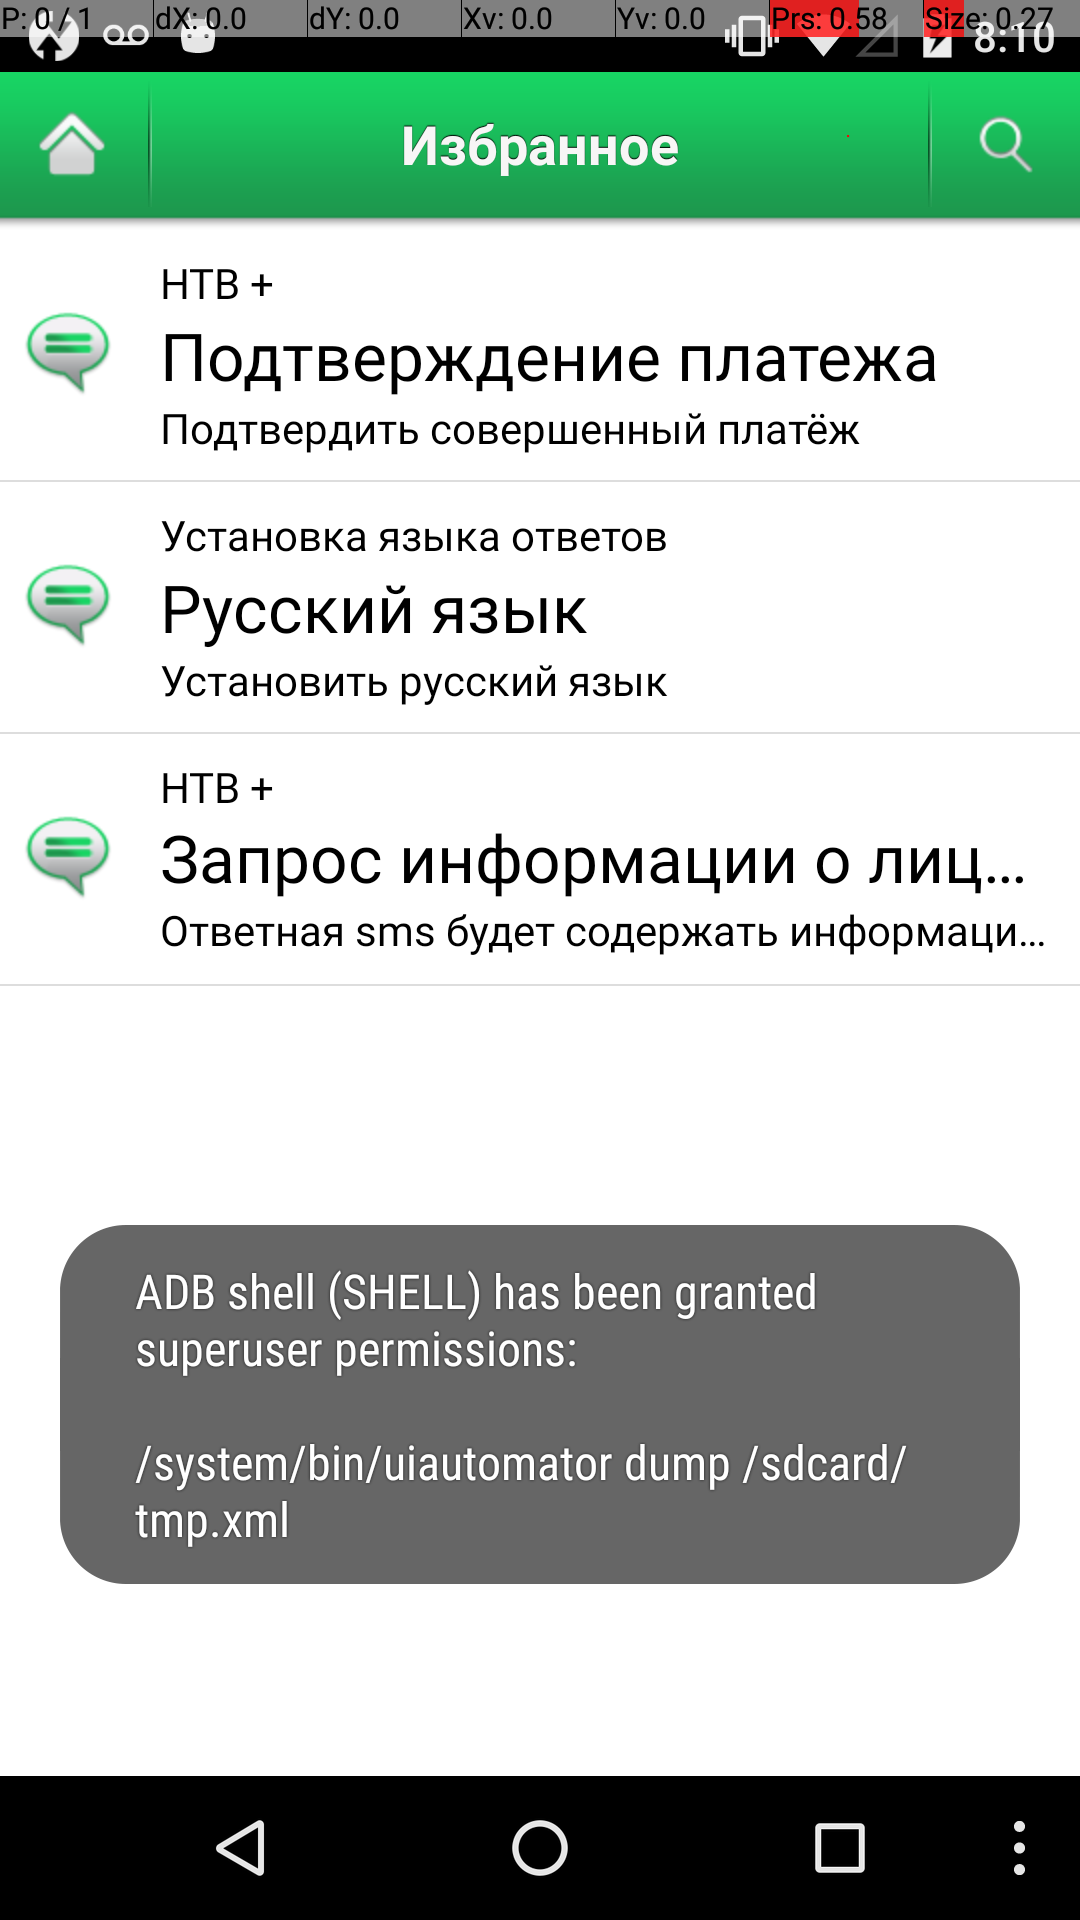 P: 0 / 1 dX: 0.0 dY: 0.0 Xv: 0.0 Yv: 0.0 Prs: 0.58 Size: 0.27
8:10
Избранное
НТВ +
Подтверждение платежа
Подтвердить совершенный платёж
Установка языка ответов
Русский язык
Установить русский язык
НТВ +
Запрос информации о лиц...
Ответная sms будет содержать информаци...
ADB shell (SHELL) has been granted
superuser permissions:
/system/bin/uiautomator dump /sdcard/
tmp.xml